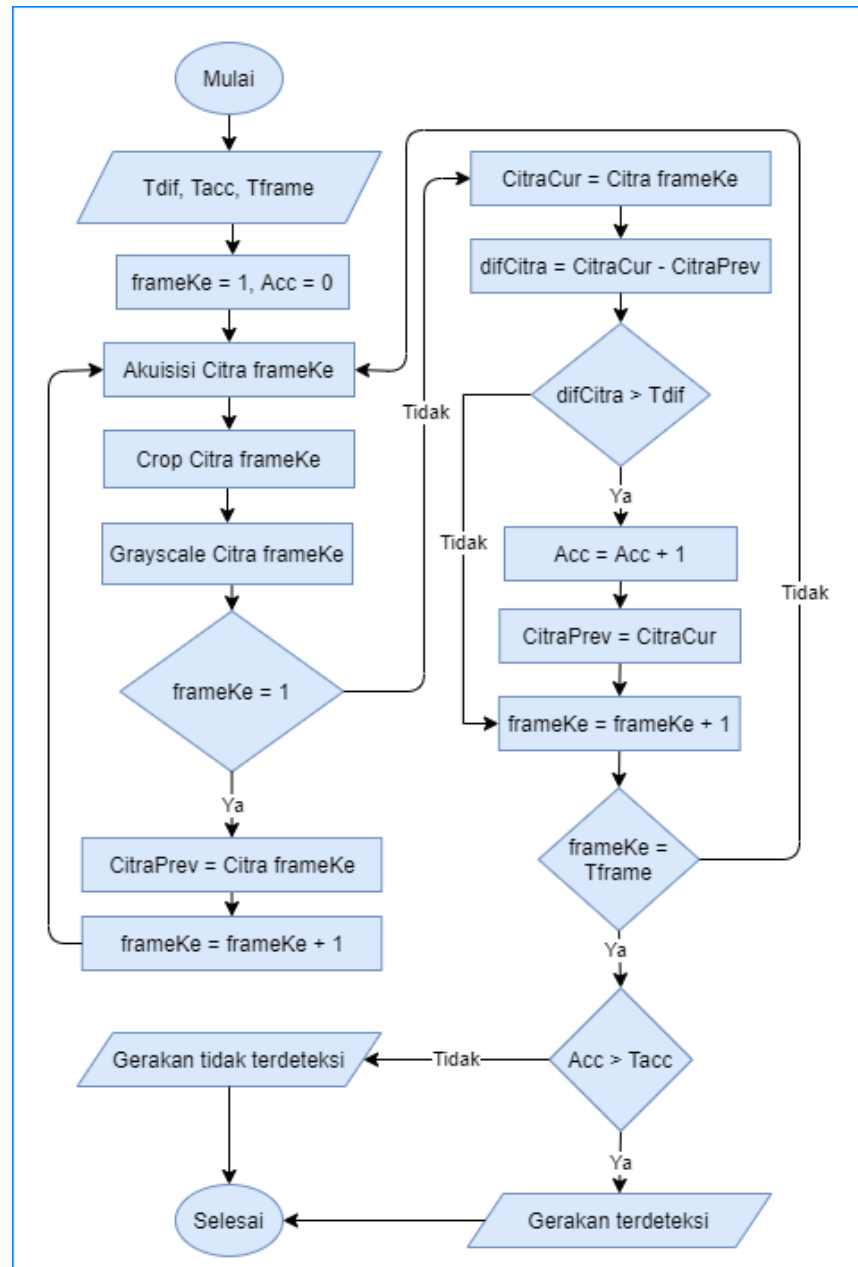 Mulai
Tdif, Tacc, Tframe
frameKe = 1, Acc = 0
Akuisisi Citra frameKe
Crop Citra frameKe
Grayscale Citra frameKe
frameKe = 1
Ya
CitraPrev = Citra frameKe
frameKe = frameKe + 1
Tidak
CitraCur = Citra frameKe
difCitra = CitraCur - CitraPrev
difCitra > Tdif
Tidak
Ya
Acc = Acc + 1
CitraPrev = CitraCur
frameKe = frameKe + 1
frameKe =
Tframe
Tidak
Ya
Acc > Tacc
Tidak
Gerakan tidak terdeteksi
Ya
Gerakan terdeteksi
Selesai